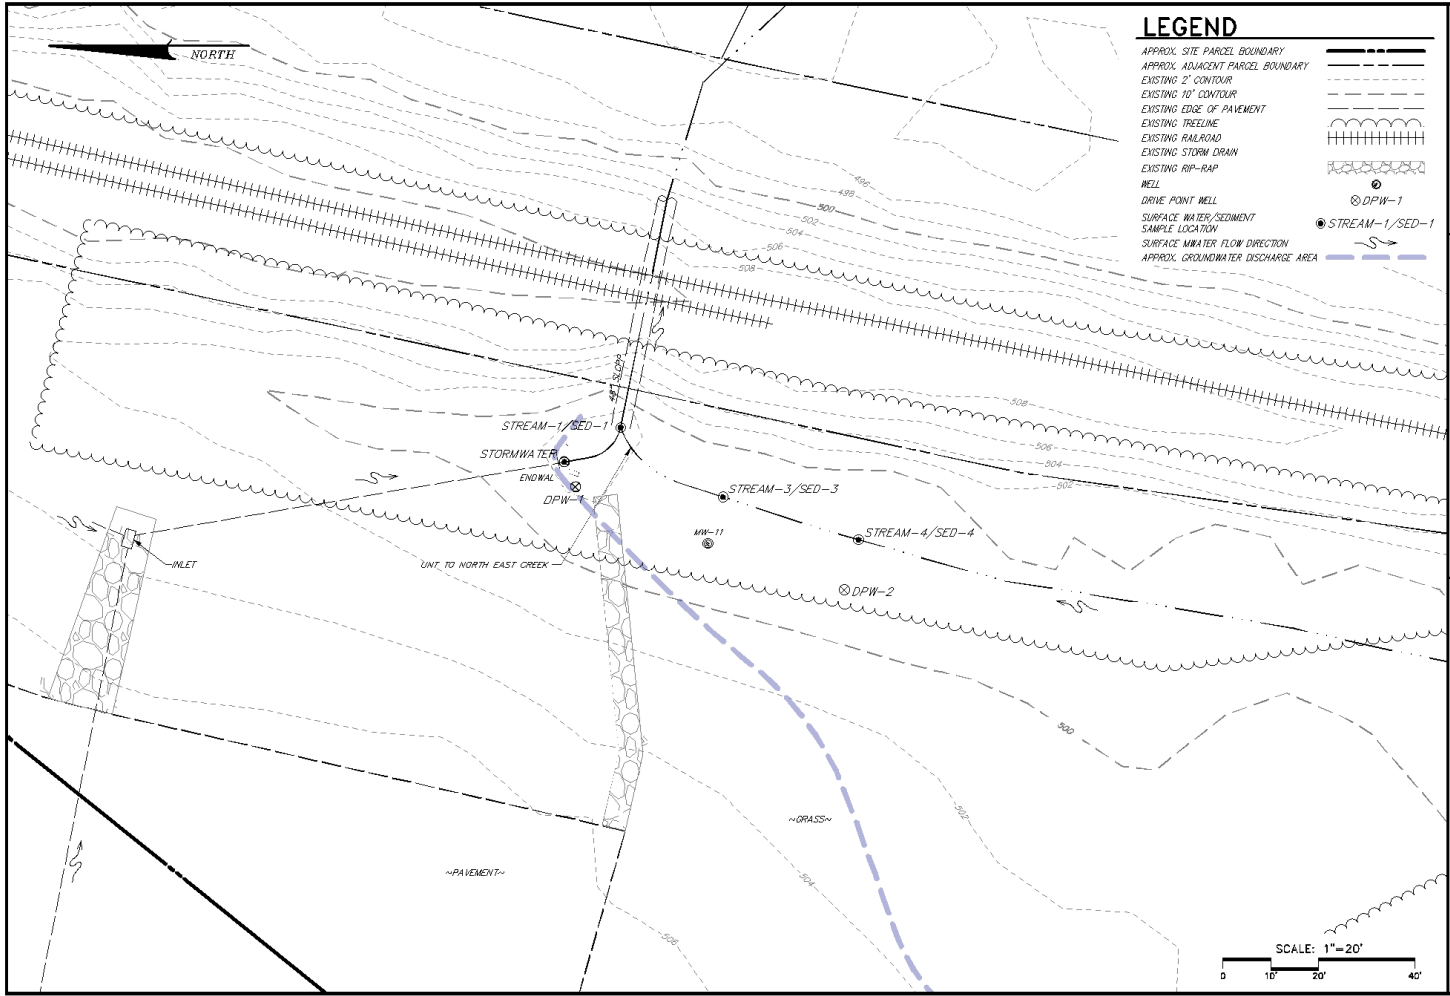 NORTH
LEGEND
APPROX. SITE PARCEL BOUNDARY
APPROX. ADJACENT PARCEL BOUNDARY
EXISTING 2' CONTOUR
EXISTING 10' CONTOUR
EXISTING EDGE OF PAVEMENT
EXISTING TREELINE
EXISTING RAILROAD
EXISTING STORM DRAIN
EXISTING RIP-RAP
WELL
DRIVE POINT WELL
DPW-1
SURFACE WATER/SEDIMENT
SAMPLE LOCATION
STREAM-1/SED-1
SURFACE MWATER FLOW DIRECTION
APPROX. GROUNDWATER DISCHARGE AREA
496
498
500
502
504
506
508
SLOPE
508
506
504
502
STREAM-1/SED-1
STORMWATER
ENDWAL
DPW-1
STREAM-3/SED-3
MW-11
STREAM-4/SED-4
INLET
UNT TO NORTH EAST CREEK
DPW-2
500
502
~GRASS~
~PAVEMENT~
504
506
SCALE: 1"=20'
0
10'
20'
40'